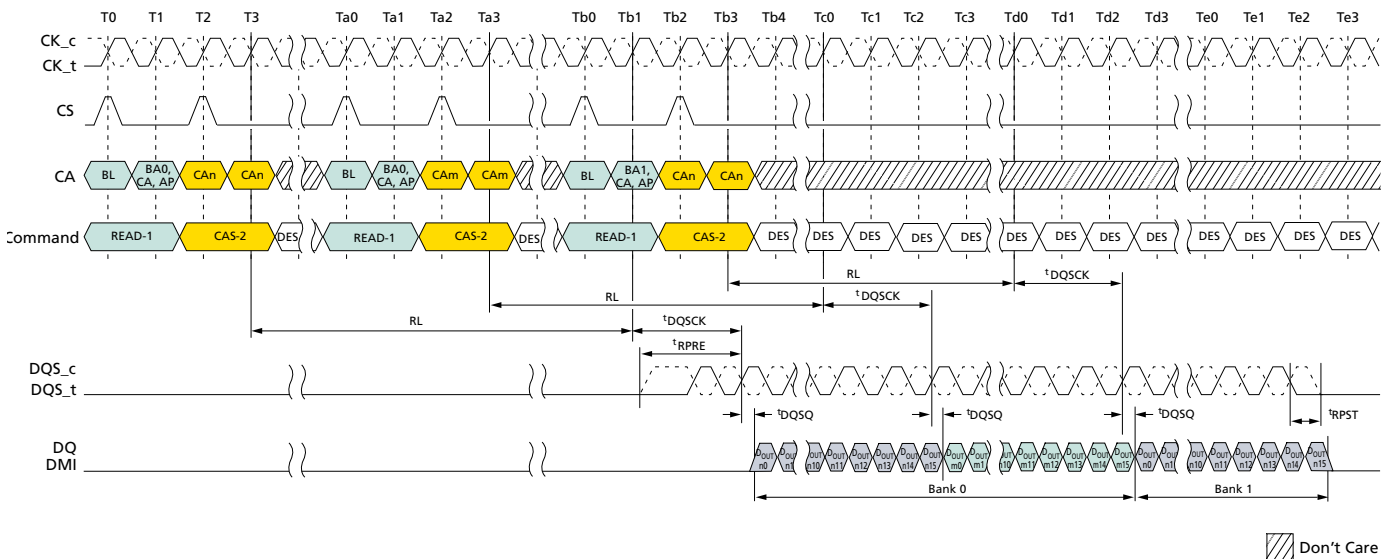 T0 T1 T2 T3 Ta0 Ta1 Ta2 Ta3 Tb0 Tb1 Tb2 Tb3 Tb4 Tc0 Tc1 Tc2 Tc3 Td0 Td1 Td2 Td3 Te0 Te1 Te2 Te3
CK_c
CK_t
CS
CA BL BA0, CA, AP CAn CAn BL BA0, CA, AP CAm CAm BL BA1, CA, AP CAn CAn
Command READ-1 CAS-2 DES READ-1 CAS-2 DES READ-1 CAS-2 DES DES DES DES DES DES DES DES DES DES DES DES DES
RL tDQSCK
RL tDQSCK
RL tDQSCK
tRPRE
DQS_c
DQS_t
tDQSQ tDQSQ tDQSQ tRPST
DQ
DMI
DOUT n0 DOUT n1 DOUT n10 DOUT n11 DOUT n12 DOUT n13 DOUT n14 DOUT n15 DOUT m0 DOUT m1 DOUT m10 DOUT m11 DOUT m12 DOUT m13 DOUT m14 DOUT m15 DOUT n0 DOUT n1 DOUT n10 DOUT n11 DOUT n12 DOUT n13 DOUT n14 DOUT n15
Bank 0 Bank 1
Don't Care